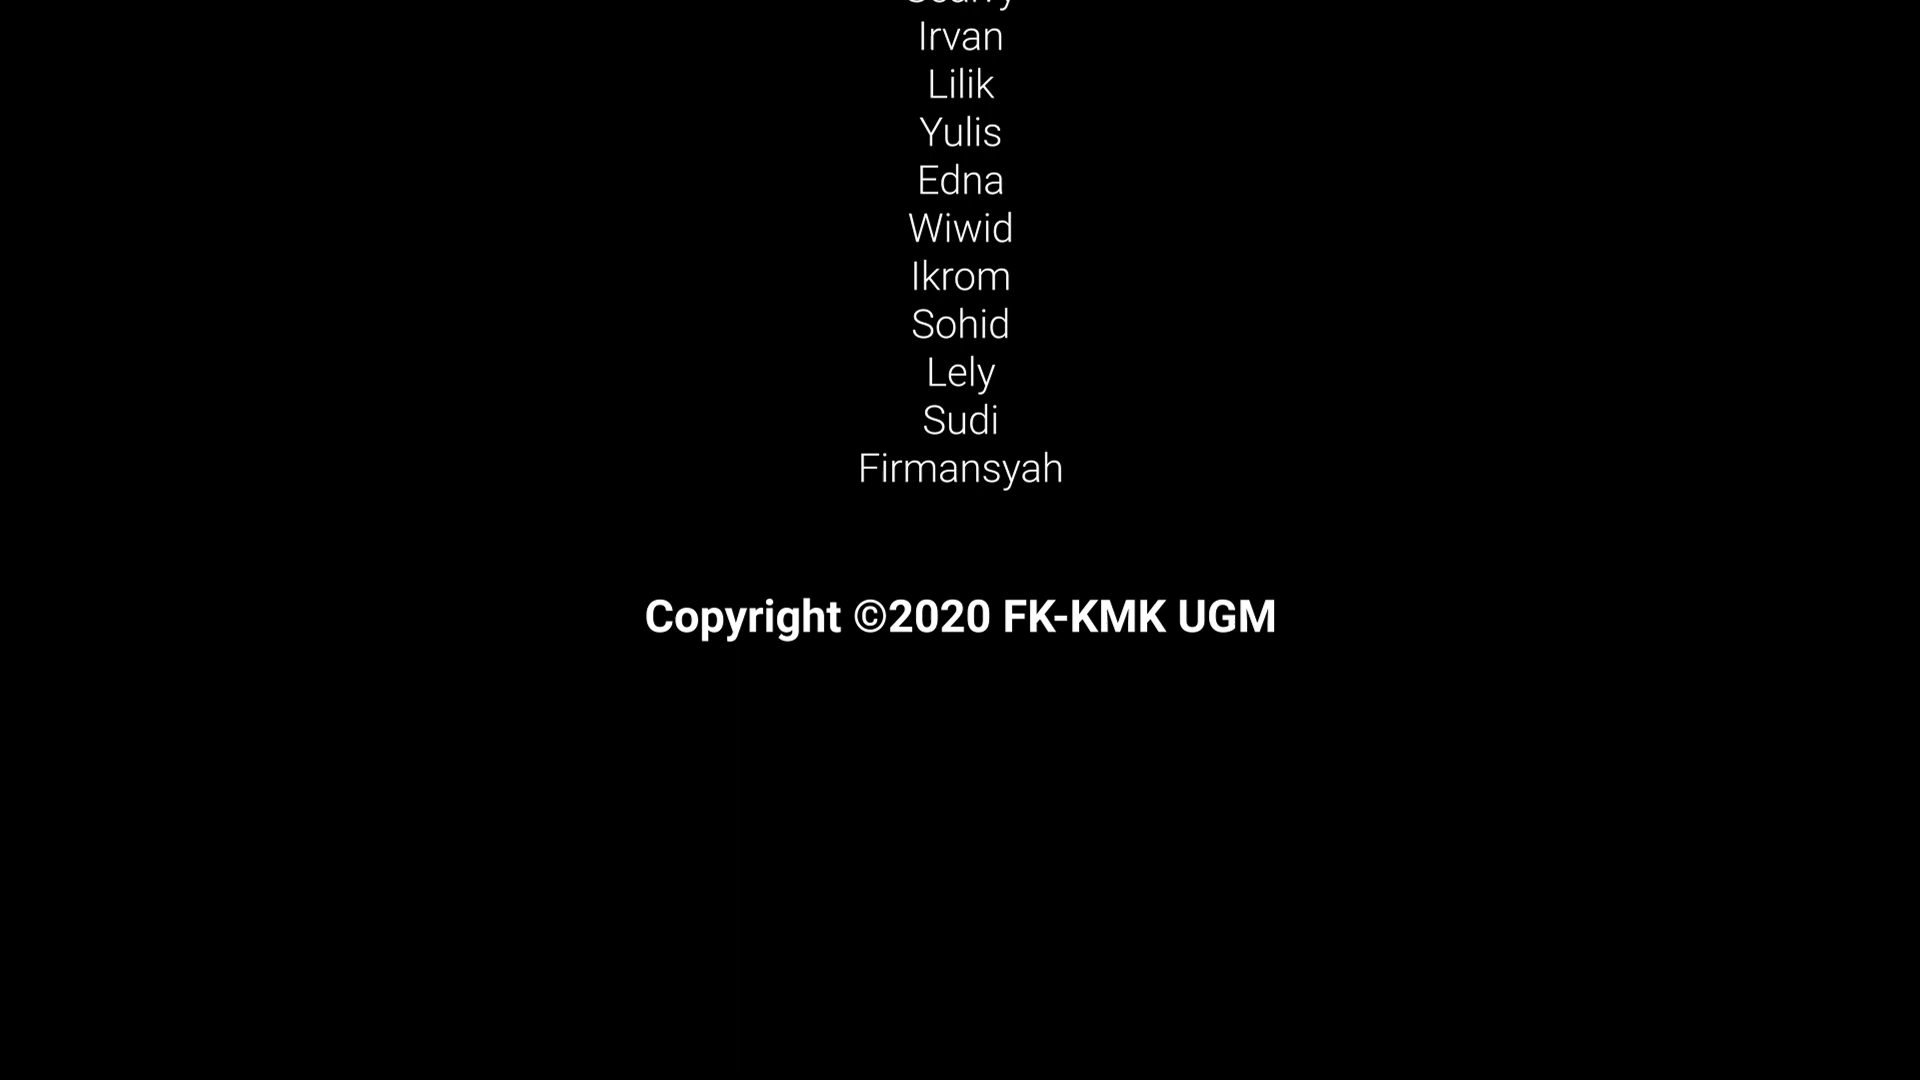 Irvan
Lilik
Yulis
Edna
Wiwid
Ikrom
Sohid
Lely
Sudi
Firmansyah
Copyright ©2020 FK-KMK UGM